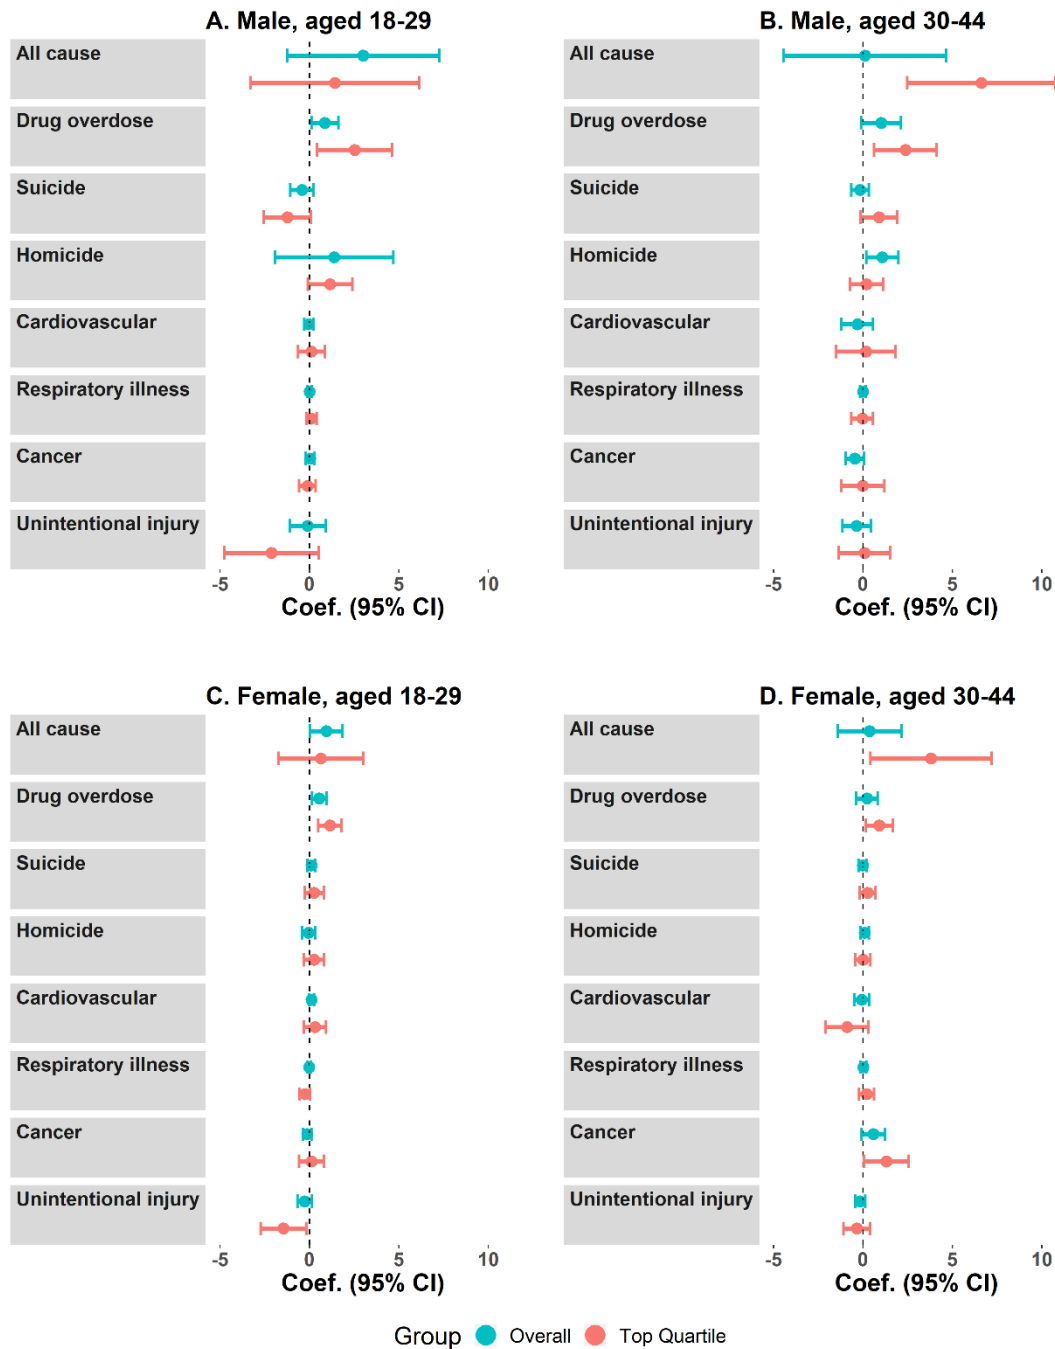 A. Male, aged 18-29
All cause
Drug overdose
Suicide
Homicide
Cardiovascular
Respiratory illness
Cancer
Unintentional injury
-5 0 5 10
Coef. (95% CI)
B. Male, aged 30-44
All cause
Drug overdose
Suicide
Homicide
Cardiovascular
Respiratory illness
Cancer
Unintentional injury
-5 0 5 10
Coef. (95% CI)
C. Female, aged 18-29
All cause
Drug overdose
Suicide
Homicide
Cardiovascular
Respiratory illness
Cancer
Unintentional injury
-5 0 5 10
Coef. (95% CI)
D. Female, aged 30-44
All cause
Drug overdose
Suicide
Homicide
Cardiovascular
Respiratory illness
Cancer
Unintentional injury
-5 0 5 10
Coef. (95% CI)
Group Overall Top Quartile